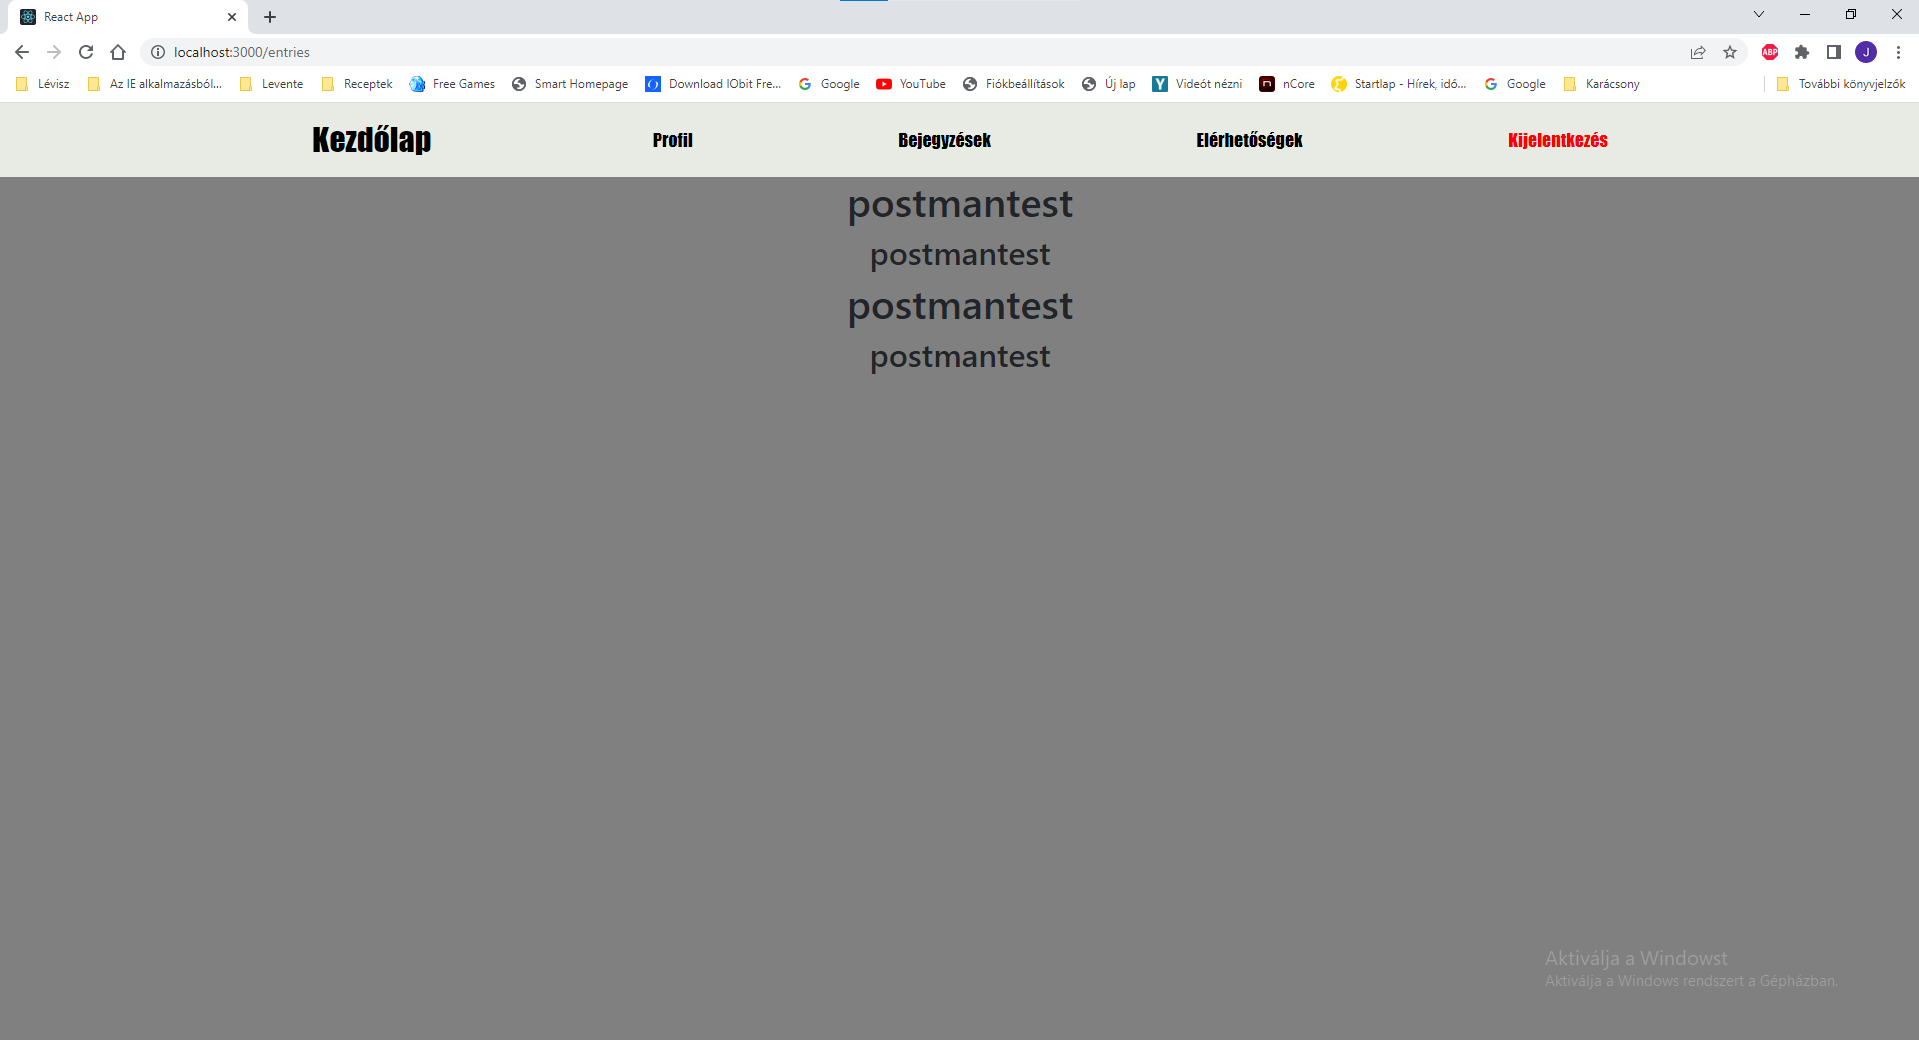 React App
localhost:3000/entries
ABP
J
Lévisz
Az IE alkalmazásból...
Levente
Receptek
Free Games
Smart Homepage
Download IObit Fre...
Google
YouTube
Fiókbeállítások
Új lap
Y
Videót nézni
n
nCore
Startlap - Hírek, idő...
Google
Karácsony
További könyvjelzők
Kezdőlap
Profil
Bejegyzések
Elérhetőségek
Kijelentkezés
postmantest
postmantest
postmantest
postmantest
Aktiválja a Windowst
Aktiválja a Windows rendszert a Gépházban.